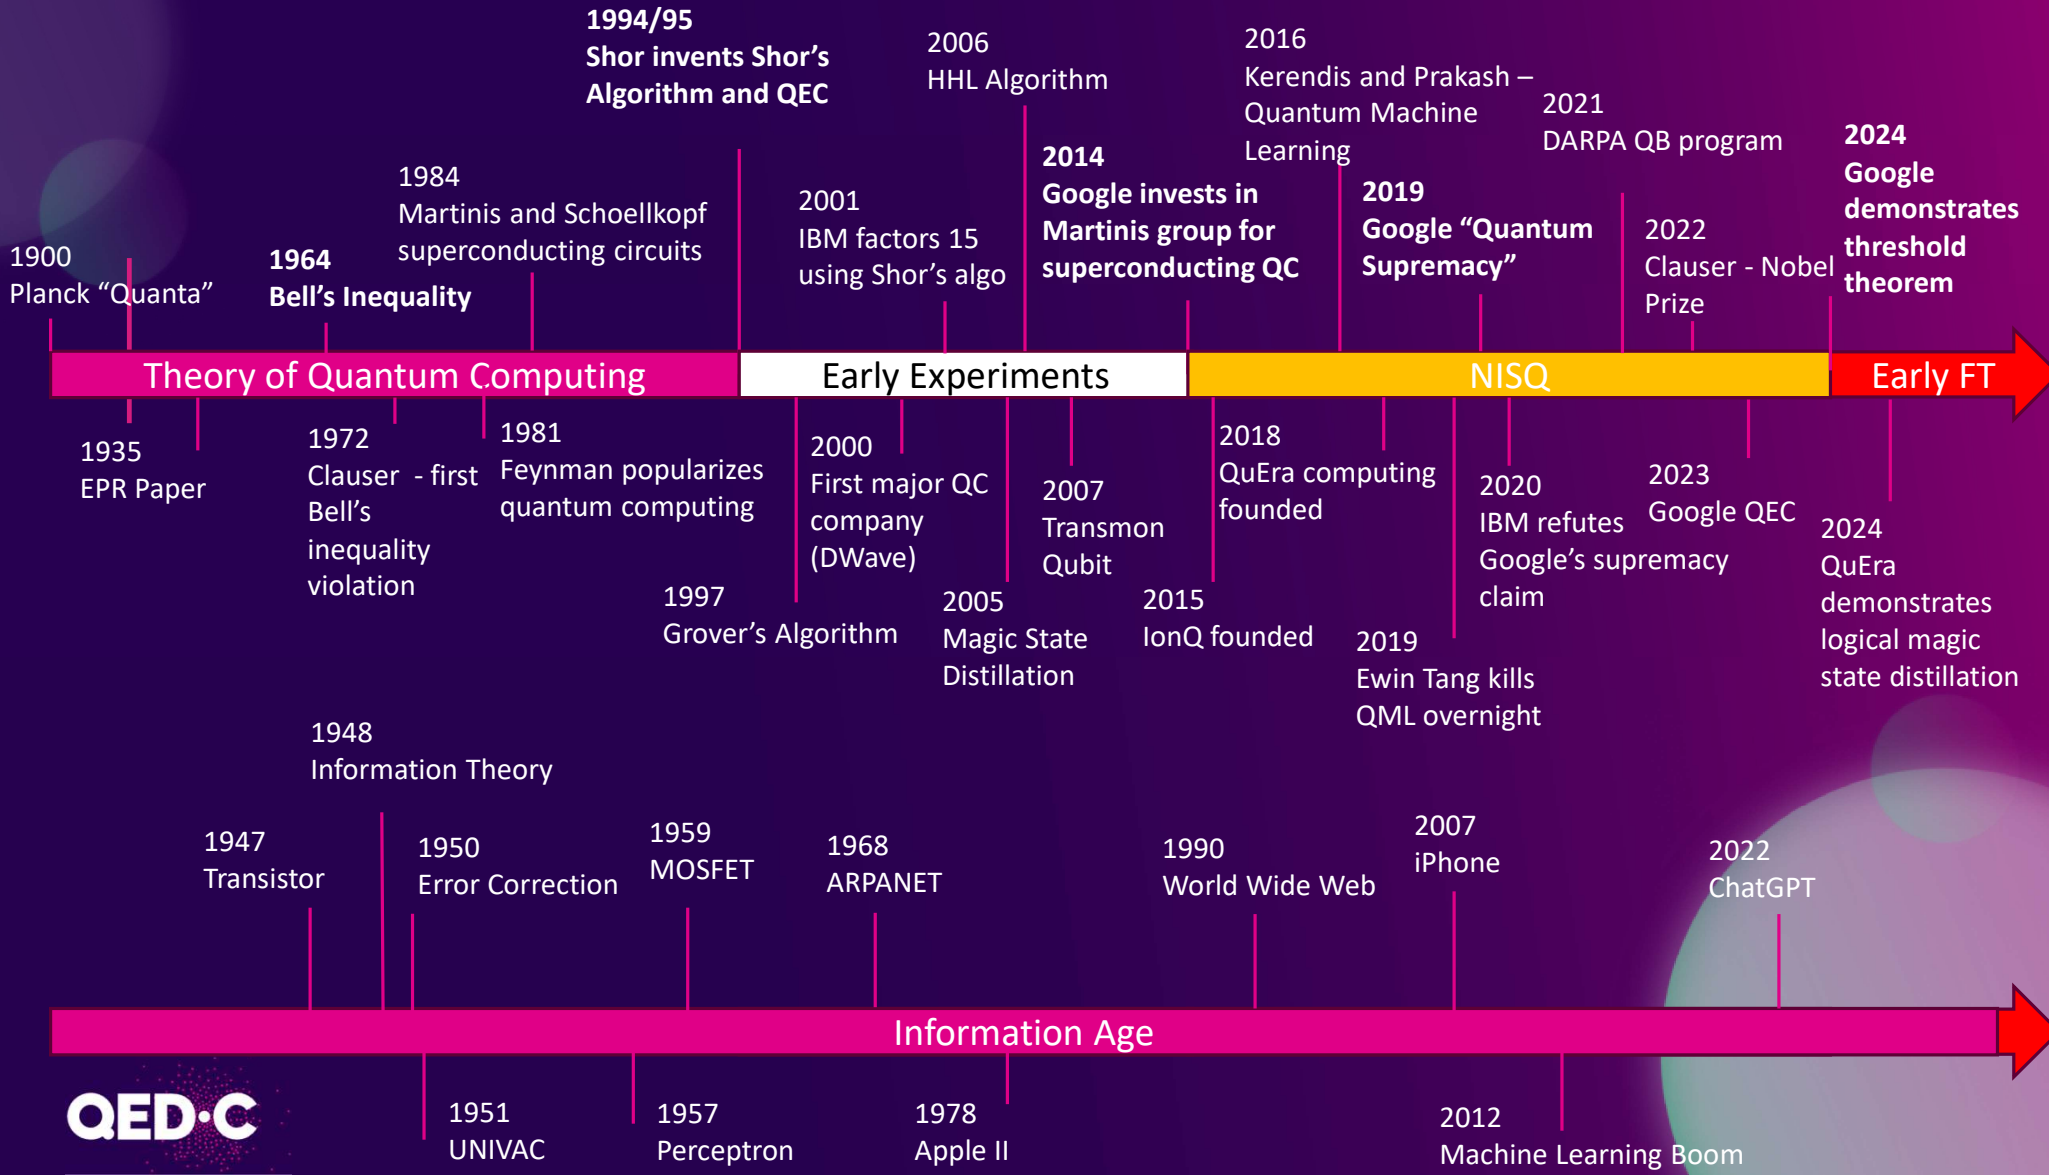 1994/95
Shor invents Shor's
Algorithm and QEC
2006
HHL Algorithm
2016
Kerendis and Prakash –
Quantum Machine
Learning
2021
DARPA QB program
2024
Google
demonstrates
threshold
theorem
1984
Martinis and Schoellkopf
superconducting circuits
2001
IBM factors 15
using Shor's algo
2014
Google invests in
Martinis group for
superconducting QC
2019
Google “Quantum
Supremacy”
2022
Clauser - Nobel
Prize
1900
Planck “Quanta”
1964
Bell's Inequality
Theory of Quantum Computing
Early Experiments
NISQ
Early FT
1935
EPR Paper
1972
Clauser - first
Bell's
inequality
violation
1981
Feynman popularizes
quantum computing
2000
First major QC
company
(DWave)
2007
Transmon
Qubit
2018
QuEra computing
founded
2020
IBM refutes
Google's supremacy
claim
2023
Google QEC
2024
QuEra
demonstrates
logical magic
state distillation
1997
Grover's Algorithm
2005
Magic State
Distillation
2015
IonQ founded
2019
Ewin Tang kills
QML overnight
1948
Information Theory
1947
Transistor
1950
Error Correction
1959
MOSFET
1968
ARPANET
1990
World Wide Web
2007
iPhone
2022
ChatGPT
Information Age
QED·C
1951
UNIVAC
1957
Perceptron
1978
Apple II
2012
Machine Learning Boom